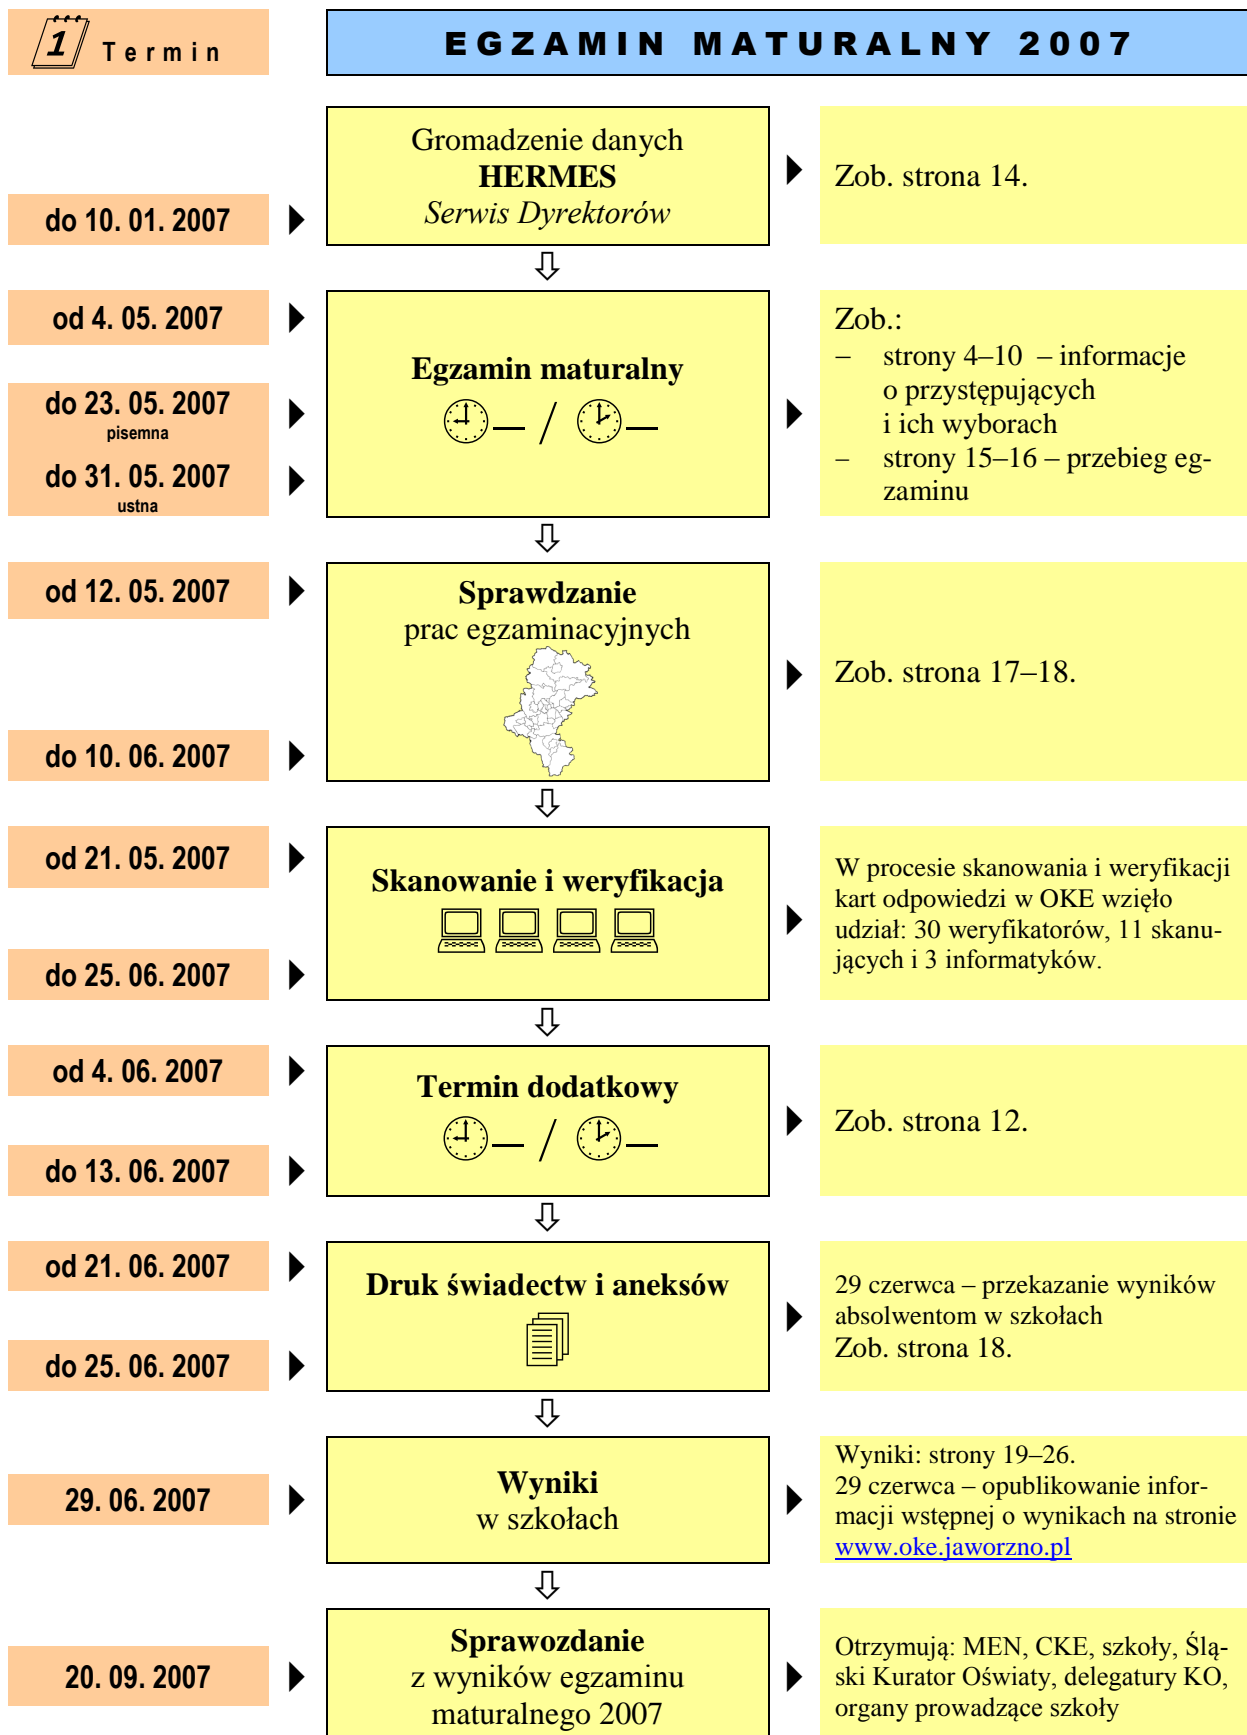 1 Termin
EGZAMIN MATURALNY 2007
do 10. 01. 2007
Gromadzenie danych
HERMES
Serwis Dyrektorów
Zob. strona 14.
od 4. 05. 2007
do 23. 05. 2007
pisemna
do 31. 05. 2007
ustna
Egzamin maturalny
/
Zob.:
– strony 4–10 – informacje
o przystępujących
i ich wyborach
– strony 15–16 – przebieg eg-
zaminu
od 12. 05. 2007
do 10. 06. 2007
Sprawdzanie
prac egzaminacyjnych
Zob. strona 17–18.
od 21. 05. 2007
do 25. 06. 2007
Skanowanie i weryfikacja
W procesie skanowania i weryfikacji
kart odpowiedzi w OKE wzięło
udział: 30 weryfikatorów, 11 skanu-
jących i 3 informatyków.
od 4. 06. 2007
do 13. 06. 2007
Termin dodatkowy
/
Zob. strona 12.
od 21. 06. 2007
do 25. 06. 2007
Druk świadectw i aneksów
29 czerwca – przekazanie wyników
absolwentom w szkołach
Zob. strona 18.
29. 06. 2007
Wyniki
w szkołach
Wyniki: strony 19–26.
29 czerwca – opublikowanie infor-
macji wstępnej o wynikach na stronie
www.oke.jaworzno.pl
20. 09. 2007
Sprawozdanie
z wyników egzaminu
maturalnego 2007
Otrzymują: MEN, CKE, szkoły, Ślą-
ski Kurator Oświaty, delegatury KO,
organy prowadzące szkoły